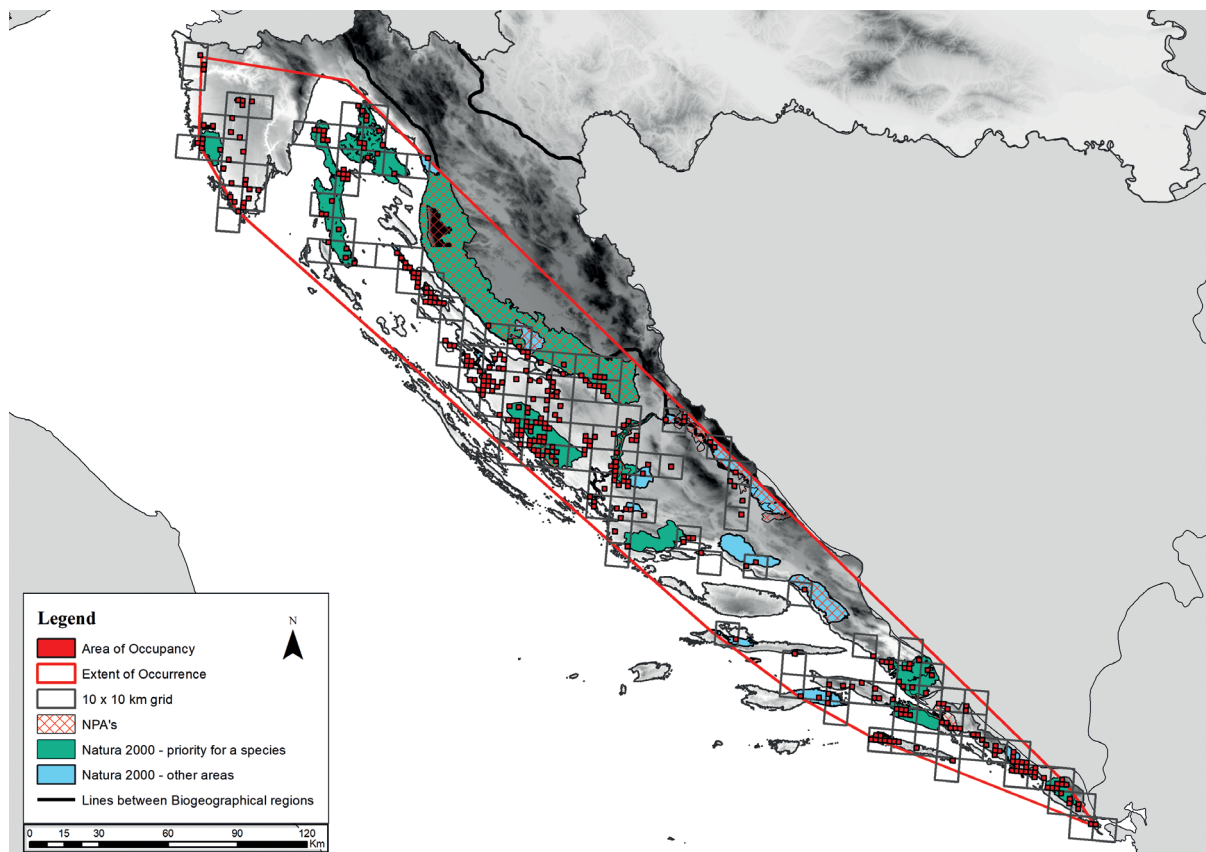 Legend
N
Area of Occupancy
Extent of Occurrence
10 x 10 km grid
NPA's
Natura 2000 - priority for a species
Natura 2000 - other areas
Lines between Biogeographical regions
0 15 30 60 90 120
Km